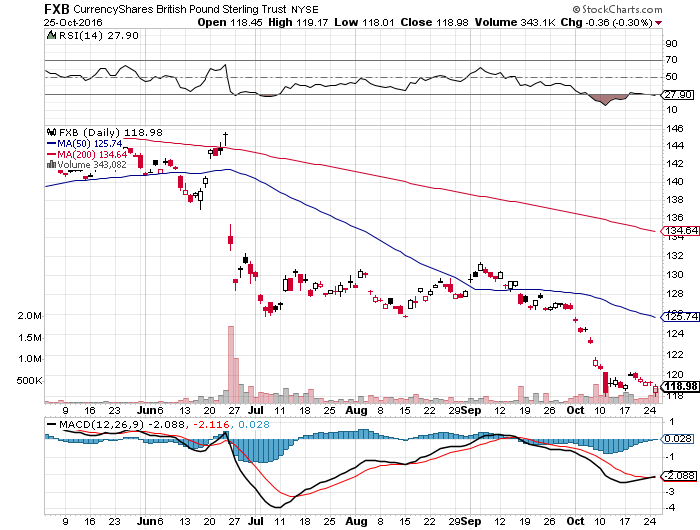 FXB CurrencyShares British Pound Sterling Trust NYSE © StockCharts.com
25-Oct-2016 Open 118.45 High 119.17 Low 118.01 Close 118.98 Volume 343.1K Chg -0.36 (-0.30%)
RSI(14) 27.90
90
70
50
27.90
10
FXB (Daily) 118.98
MA(50) 125.74
MA(200) 134.64
Volume 343,082
146
144
142
140
138
136
134.64
132
130
128
126
125.74
124
122
120
118.98
118
2.0M
1.5M
1.0M
500K
9 16 23 Jun 6 13 20 27 Jul 11 18 25 Aug 8 15 22 29 Sep 12 19 26 Oct 10 17 24
MACD(12,26,9) -2.088, -2.116, 0.028
1
0.028
-1
-2.088
-3
-4
9 16 23 Jun 6 13 20 27 Jul 11 18 25 Aug 8 15 22 29 Sep 12 19 26 Oct 10 17 24